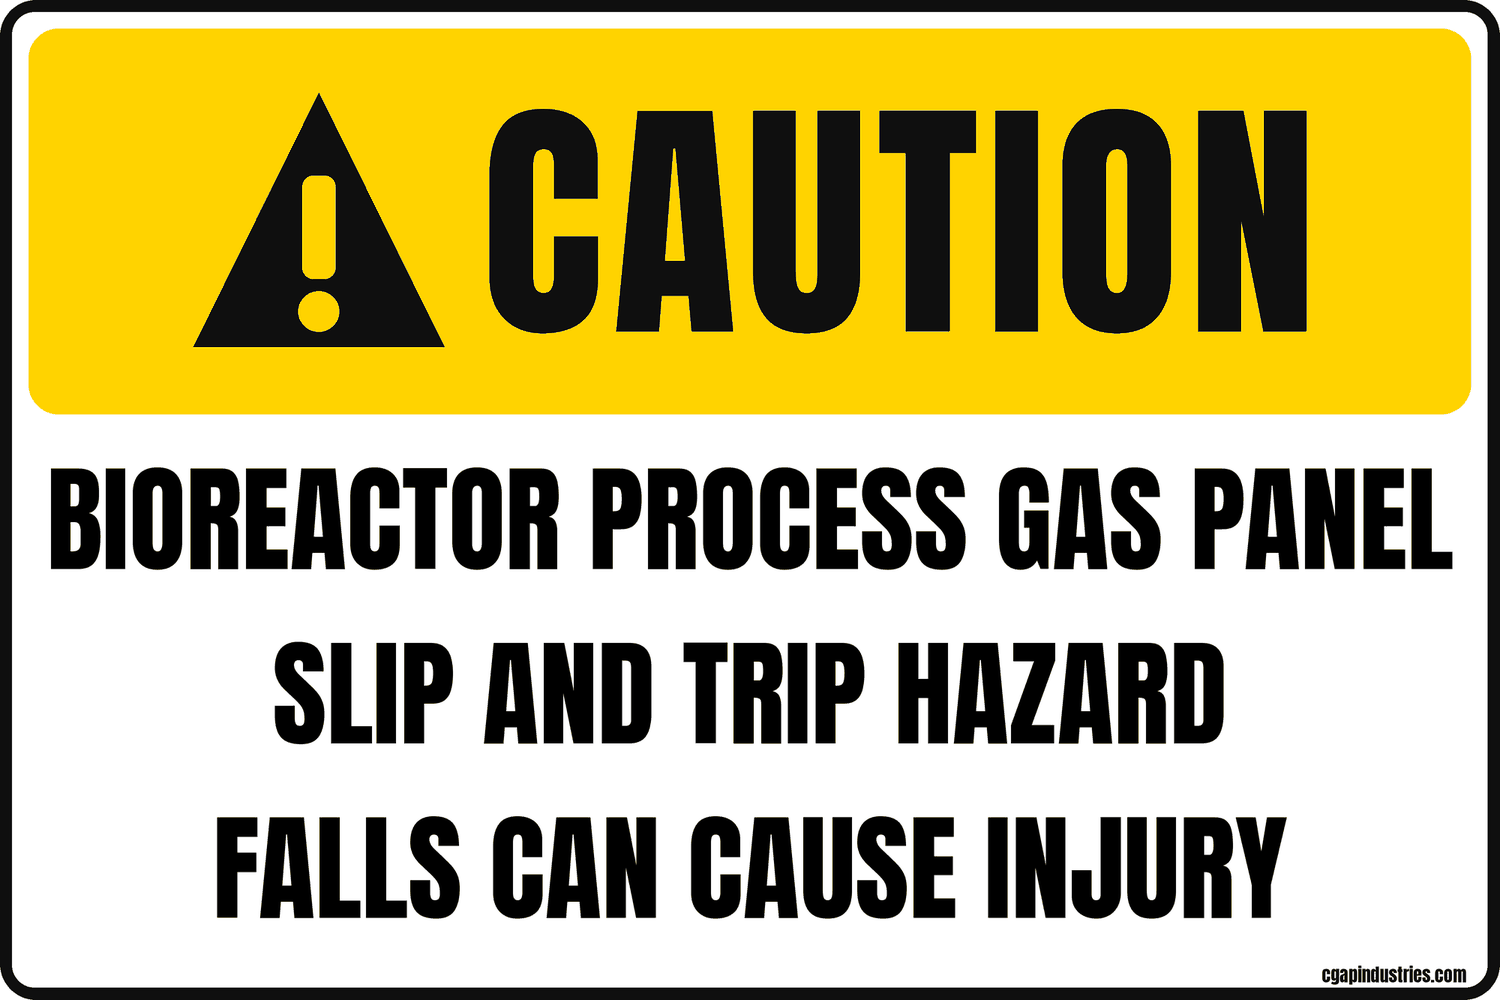 CAUTION
BIOREACTOR PROCESS GAS PANEL
SLIP AND TRIP HAZARD
FALLS CAN CAUSE INJURY
cgapindustries.com